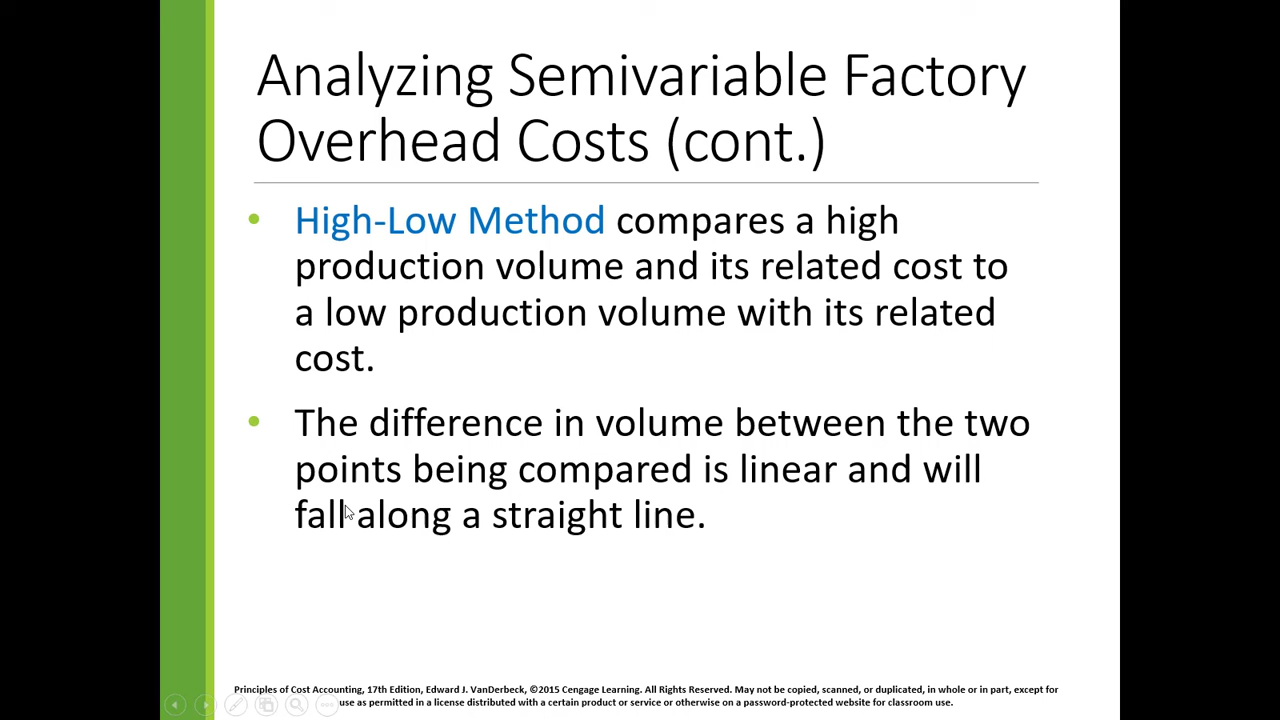 Analyzing Semivariable Factory
Overhead Costs (cont.)
• High-Low Method compares a high
production volume and its related cost to
a low production volume with its related
cost.
• The difference in volume between the two
points being compared is linear and will
fall along a straight line.
Principles of Cost Accounting, 17th Edition, Edward J. VanDerbeck, ©2015 Cengage Learning. All Rights Reserved. May not be copied, scanned, or duplicated, in whole or in part, except for
use as permitted in a license distributed with a certain product or service or otherwise on a password-protected website for classroom use.